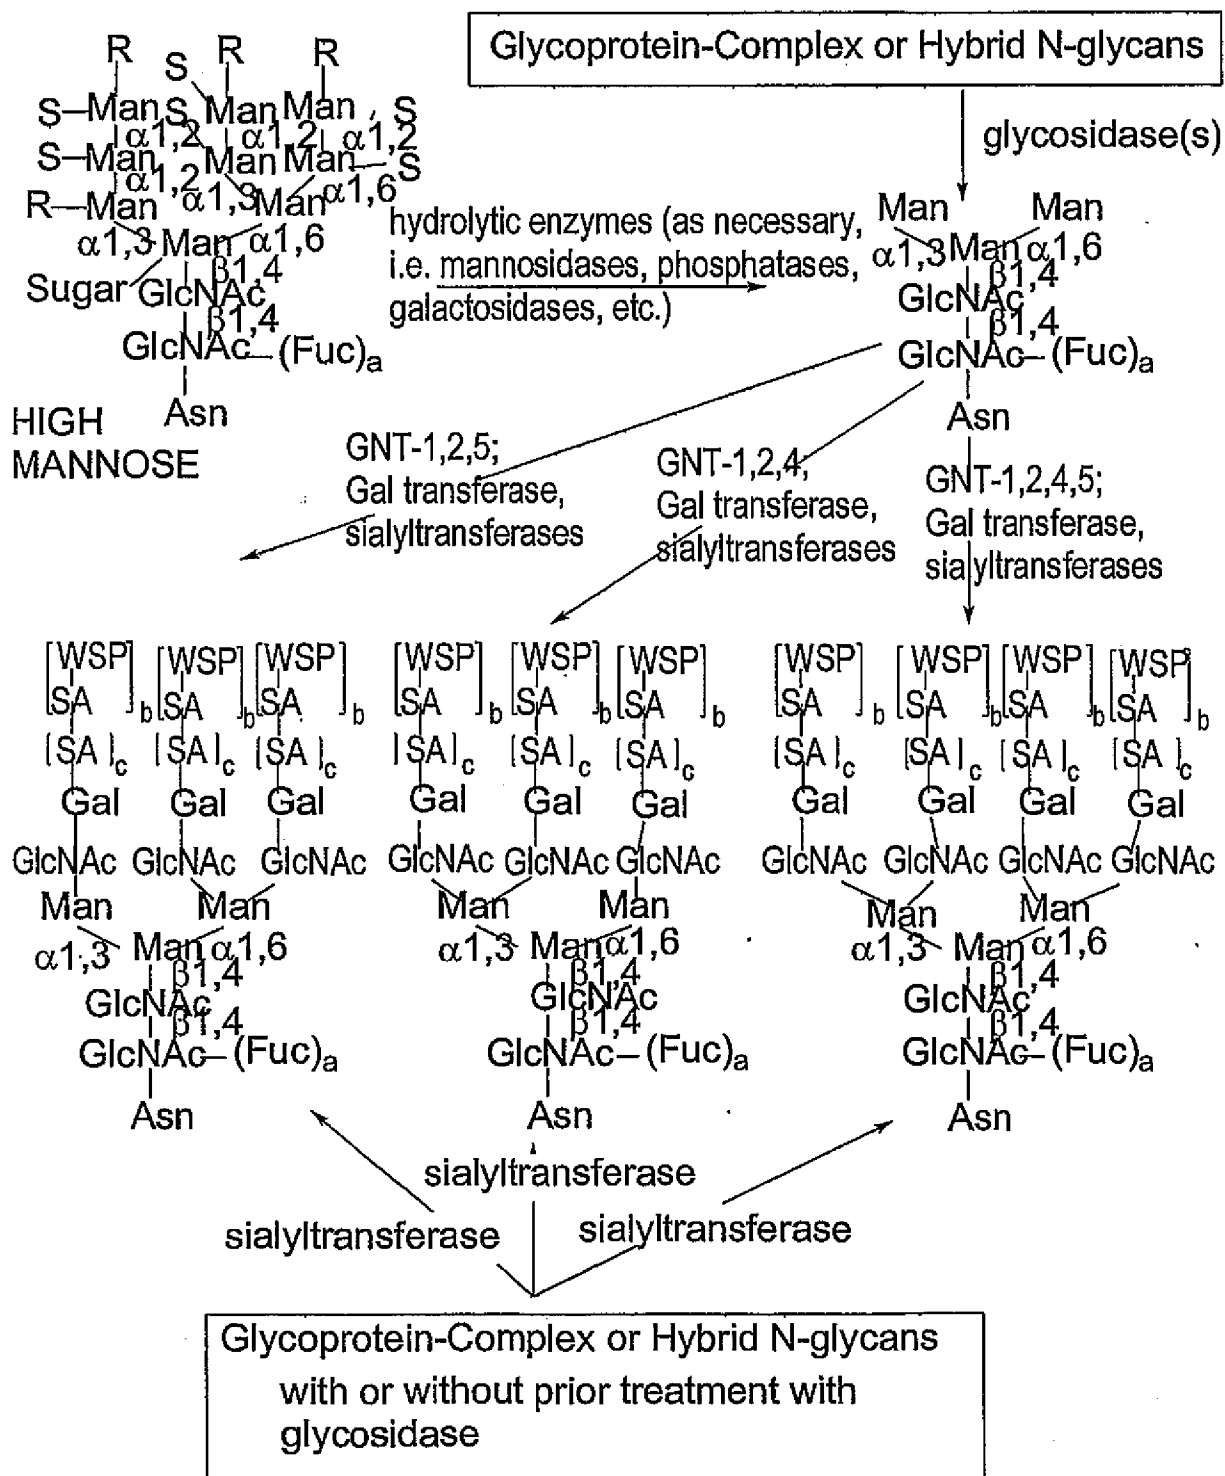 Glycoprotein-Complex or Hybrid N-glycans
glycosidase(s)
R R R
S
S–Man S Man Man S
α1,2 α1,2 α1,2
S–Man Man Man S
α1,2 α1,3 α1,6
R–Man Man
α1,3 Man α1,6
β1,4
Sugar GlcNAc
β1,4
GlcNAc–(Fuc)a
Asn
HIGH
MANNOSE
hydrolytic enzymes (as necessary,
i.e. mannosidases, phosphatases,
galactosidases, etc.)
Man Man
α1,3 Man α1,6
β1,4
GlcNAc
β1,4
GlcNAc–(Fuc)a
Asn
GNT-1,2,5;
Gal transferase,
sialyltransferases
GNT-1,2,4;
Gal transferase,
sialyltransferases
GNT-1,2,4,5;
Gal transferase,
sialyltransferases
[WSP] [WSP] [WSP] [WSP] [WSP] [WSP] [WSP] [WSP] [WSP] [WSP]
[SA]b [SA]b [SA]b [SA]b [SA]b [SA]b [SA]b [SA]b [SA]b [SA]b
[SA]c [SA]c [SA]c [SA]c [SA]c [SA]c [SA]c [SA]c [SA]c [SA]c
Gal Gal Gal Gal Gal Gal Gal Gal Gal Gal
GlcNAc GlcNAc GlcNAc GlcNAc GlcNAc GlcNAc GlcNAc GlcNAc GlcNAc GlcNAc
Man Man Man Man Man Man
α1,3 Man α1,6 α1,3 Man α1,6 α1,3 Man α1,6
β1,4 β1,4 β1,4
GlcNAc GlcNAc GlcNAc
β1,4 β1,4 β1,4
GlcNAc–(Fuc)a GlcNAc–(Fuc)a GlcNAc–(Fuc)a
Asn Asn Asn
sialyltransferase
sialyltransferase sialyltransferase
Glycoprotein-Complex or Hybrid N-glycans
with or without prior treatment with
glycosidase